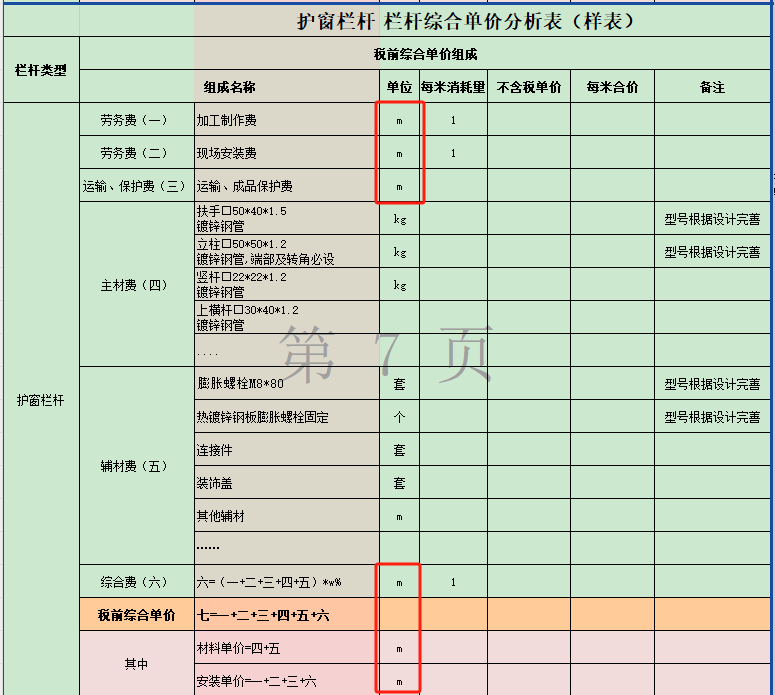 护窗栏杆 栏杆综合单价分析表（样表）
栏杆类型
税前综合单价组成
组成名称 单位 每米消耗量 不含税单价 每米合价 备注
劳务费（一） 加工制作费 m 1
劳务费（二） 现场安装费 m 1
运输、保护费（三） 运输、成品保护费 m
扶手口50*40*1.5
镀锌钢管 kg 型号根据设计完善
立柱口50*50*1.2
镀锌钢管,端部及转角必设 kg 型号根据设计完善
主材费（四）
竖杆口22*22*1.2
镀锌钢管 kg
上横杆口30*40*1.2
镀锌钢管
....
第 7 页
护窗栏杆
膨胀螺栓M8*80 套 型号根据设计完善
热镀锌钢板膨胀螺栓固定 个 型号根据设计完善
辅材费（五）
连接件 套
装饰盖 套
其他辅材 m
……
综合费（六） 六=（一+二+三+四+五）*w% m 1
税前综合单价 七=一+二+三+四+五+六
其中
材料单价=四+五 m
安装单价=一+二+三+六 m